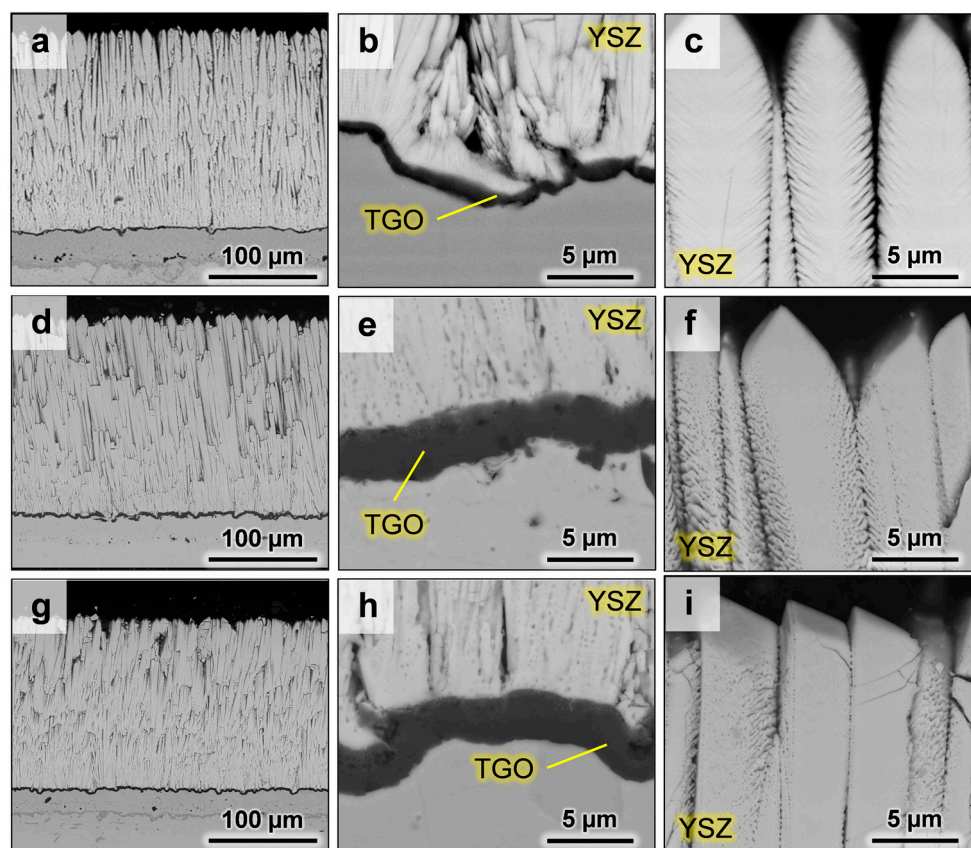 a
100 µm
b
YSZ
TGO
5 µm
c
YSZ
5 µm
d
100 µm
e
YSZ
TGO
5 µm
f
YSZ
5 µm
g
100 µm
h
YSZ
TGO
5 µm
i
YSZ
5 µm